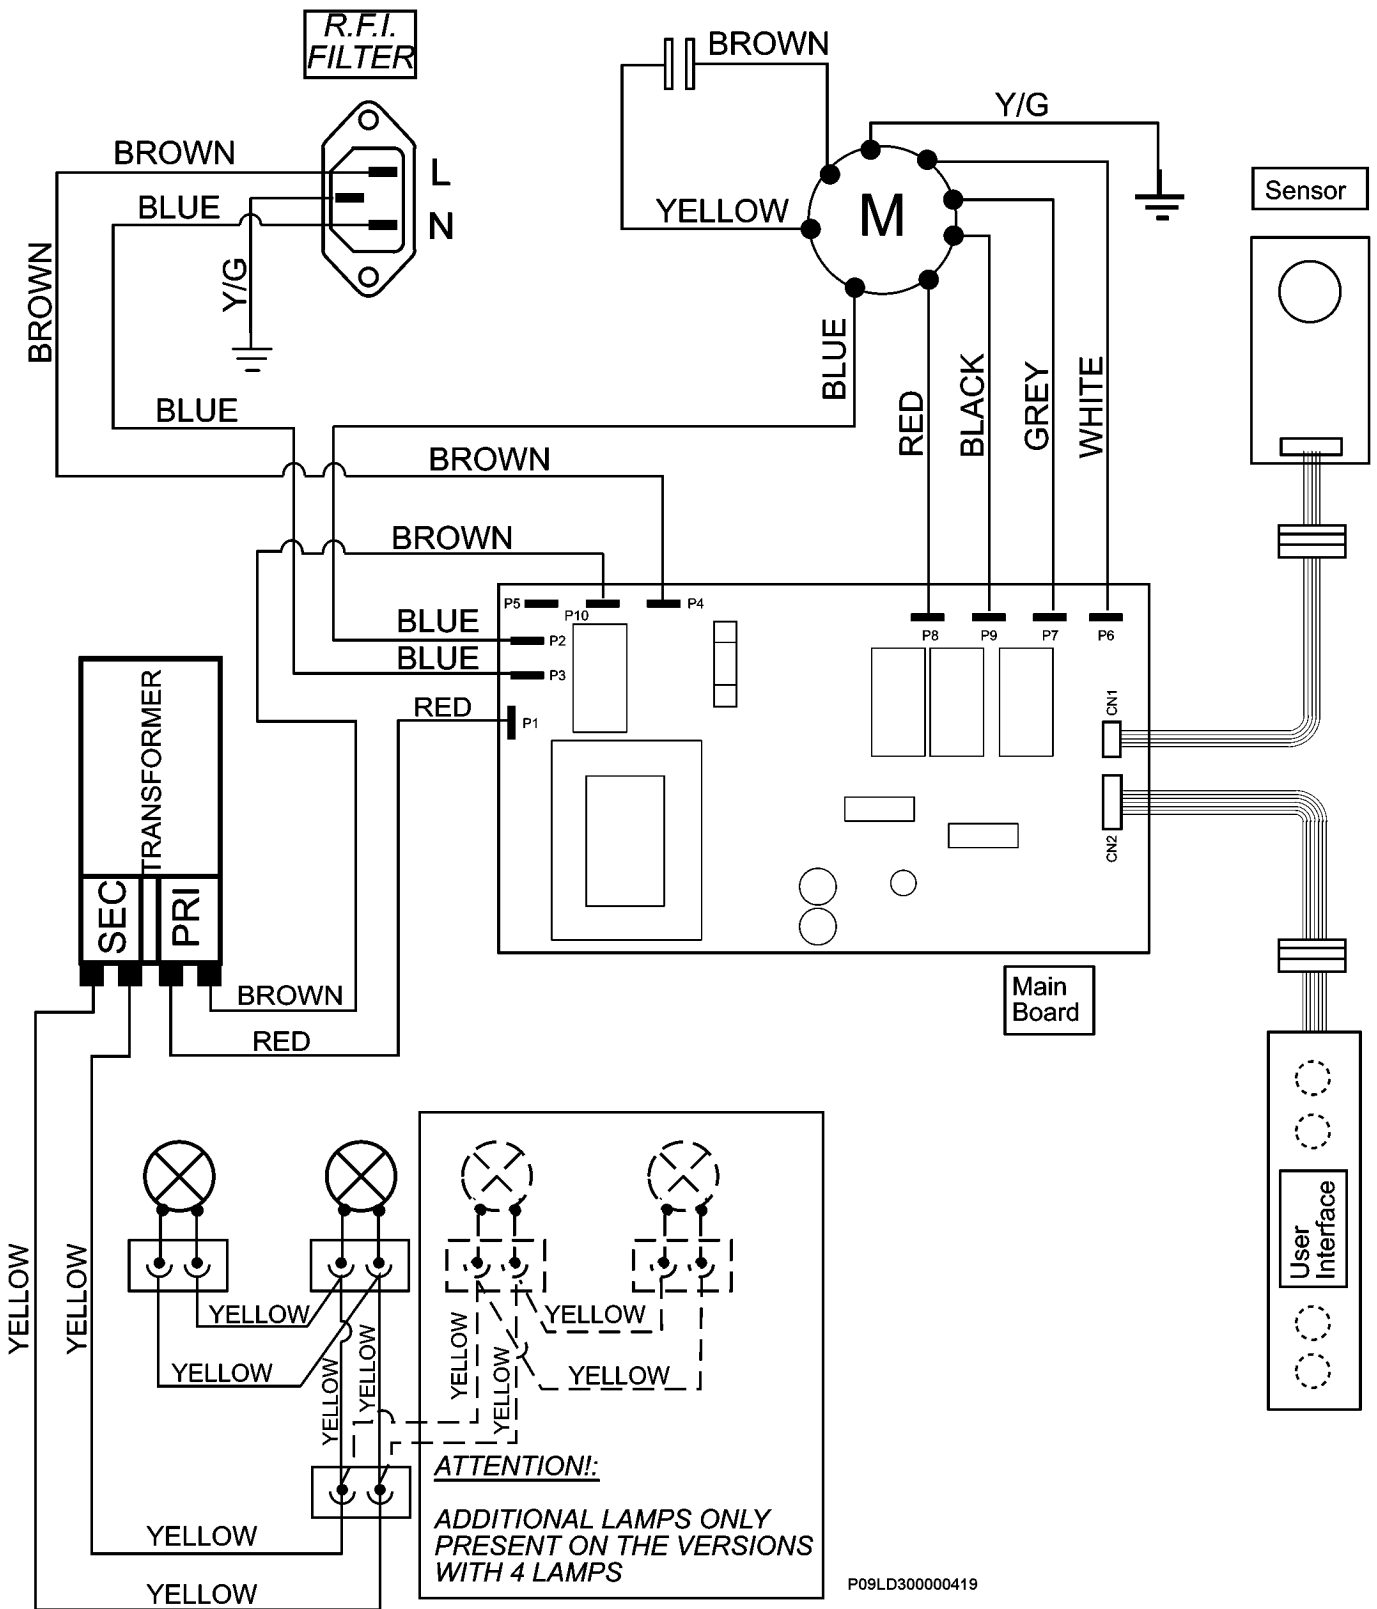 R.F.I.
FILTER
BROWN
Y/G
BROWN
L
Sensor
BLUE
N
YELLOW
M
Y/G
BROWN
BLUE
BLUE
RED
BLACK
GREY
WHITE
BROWN
BROWN
P5
P10
P4
BLUE
P2
P8
P9
P7
P6
BLUE
P3
RED
P1
CN1
TRANSFORMER
CN2
SEC
PRI
BROWN
Main
Board
RED
User
Interface
YELLOW
YELLOW
YELLOW
YELLOW
YELLOW
YELLOW
YELLOW
YELLOW
YELLOW
YELLOW
ATTENTION!:
ADDITIONAL LAMPS ONLY
PRESENT ON THE VERSIONS
WITH 4 LAMPS
YELLOW
YELLOW
P09LD300000419